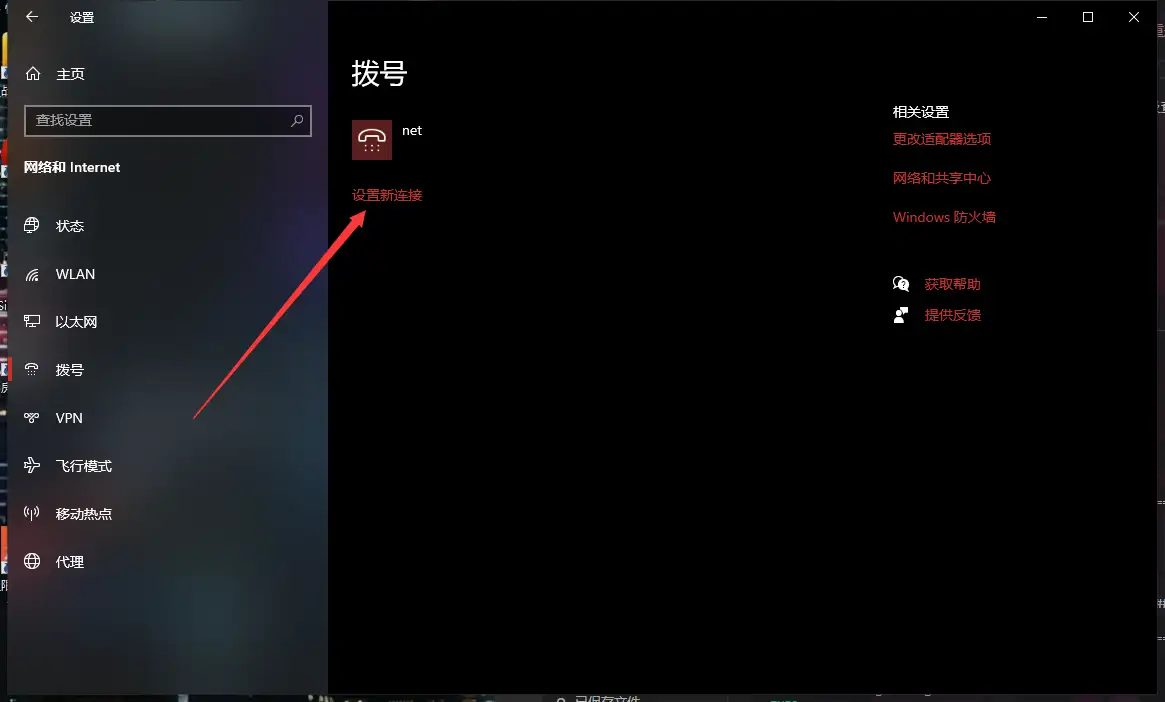 设置
主页
查找设置
网络和 Internet
状态
WLAN
以太网
拨号
VPN
飞行模式
移动热点
代理
拨号
net
设置新连接
相关设置
更改适配器选项
网络和共享中心
Windows 防火墙
获取帮助
提供反馈